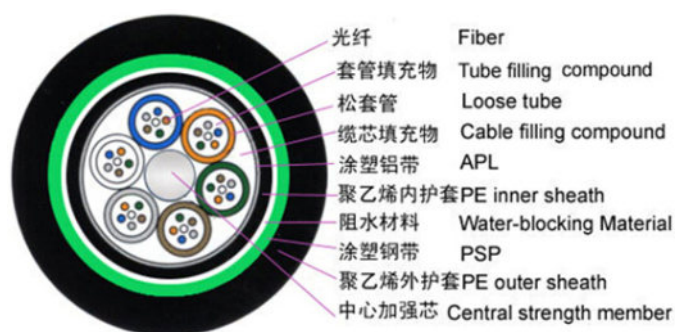 光纤 Fiber
套管填充物 Tube filling compound
松套管 Loose tube
缆芯填充物 Cable filling compound
涂塑铝带 APL
聚乙烯内护套 PE inner sheath
阻水材料 Water-blocking Material
涂塑钢带 PSP
聚乙烯外护套 PE outer sheath
中心加强芯 Central strength member